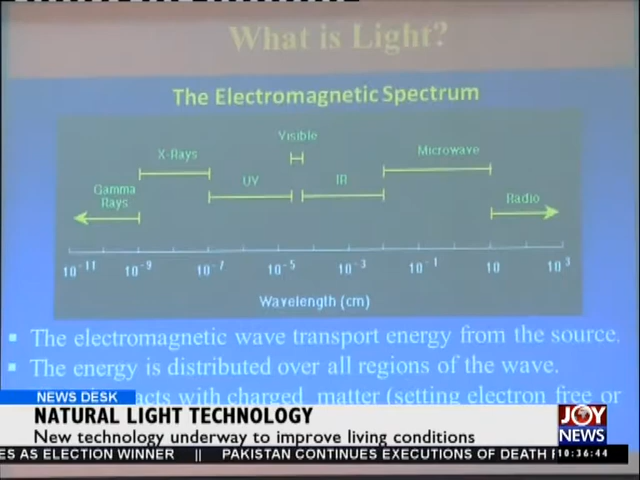 What is Light?
The Electromagnetic Spectrum
Visible
X-Rays
Microwave
UV
IR
Gamma
Rays
Radio
10⁻¹¹ 10⁻⁹ 10⁻⁷ 10⁻⁵ 10⁻³ 10⁻¹ 10 10³
Wavelength (cm)
▪ The electromagnetic wave transport energy from the source.
▪ The energy is distributed over all regions of the wave.
acts with charged matter (setting electron free or
NEWS DESK
NATURAL LIGHT TECHNOLOGY
New technology underway to improve living conditions
JOY
NEWS
ES AS ELECTION WINNER || PAKISTAN CONTINUES EXECUTIONS OF DEATH
10:36:44